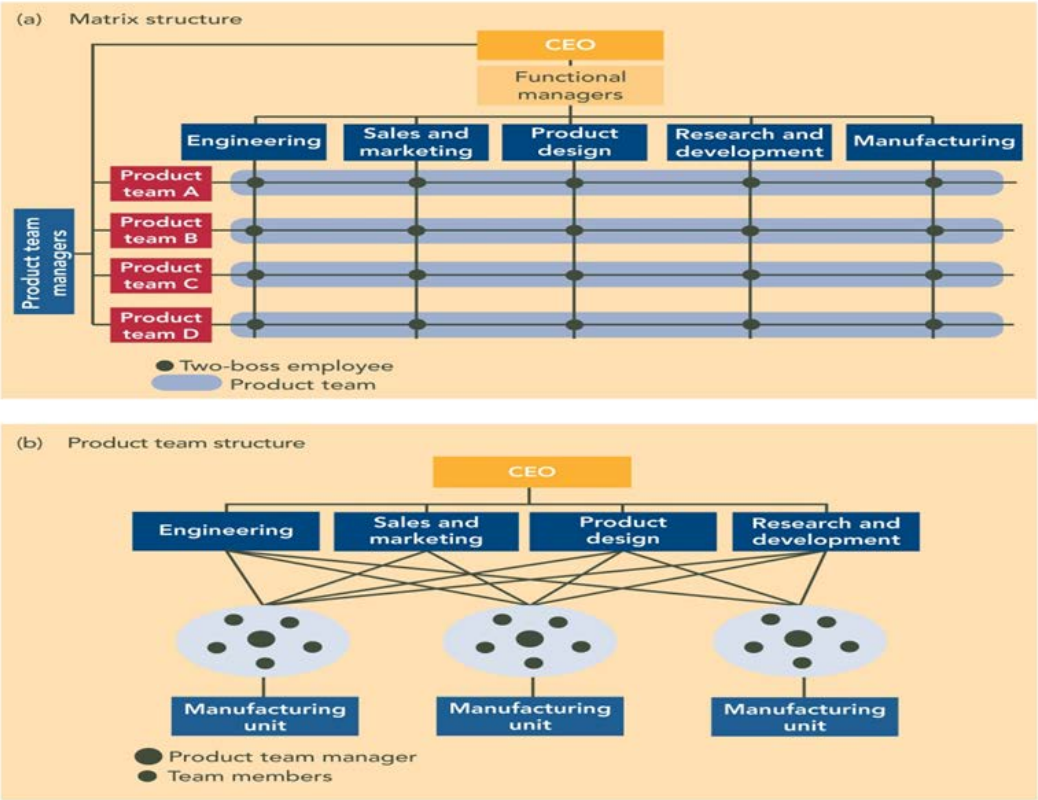 (a) Matrix structure
CEO
Functional
managers
Engineering
Sales and
marketing
Product
design
Research and
development
Manufacturing
Product team
managers
Product
team A
Product
team B
Product
team C
Product
team D
Two-boss employee
Product team
(b) Product team structure
CEO
Engineering
Sales and
marketing
Product
design
Research and
development
Manufacturing
unit
Manufacturing
unit
Manufacturing
unit
Product team manager
Team members